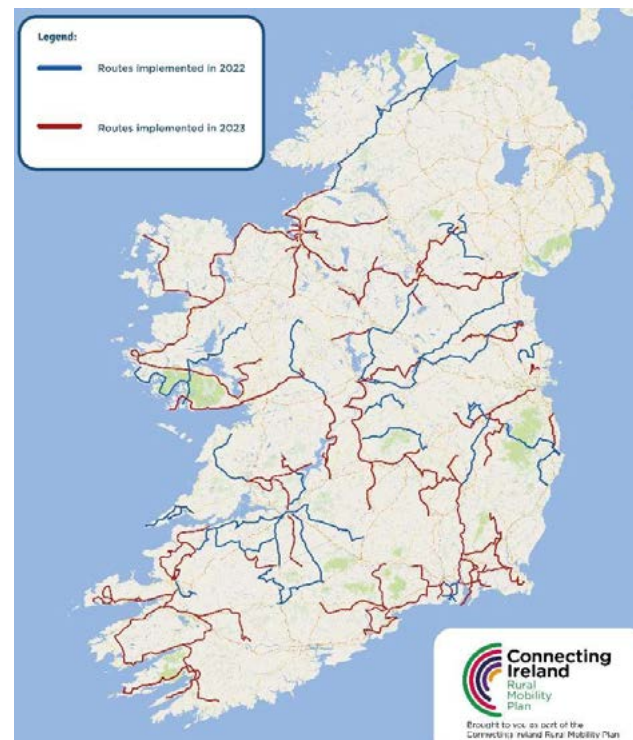 Legend:
Routes implemented in 2022
Routes implemented in 2023
Connecting
Ireland
Rural
Mobility
Plan
Brought to you as part of the
Connecting Ireland Rural Mobility Plan